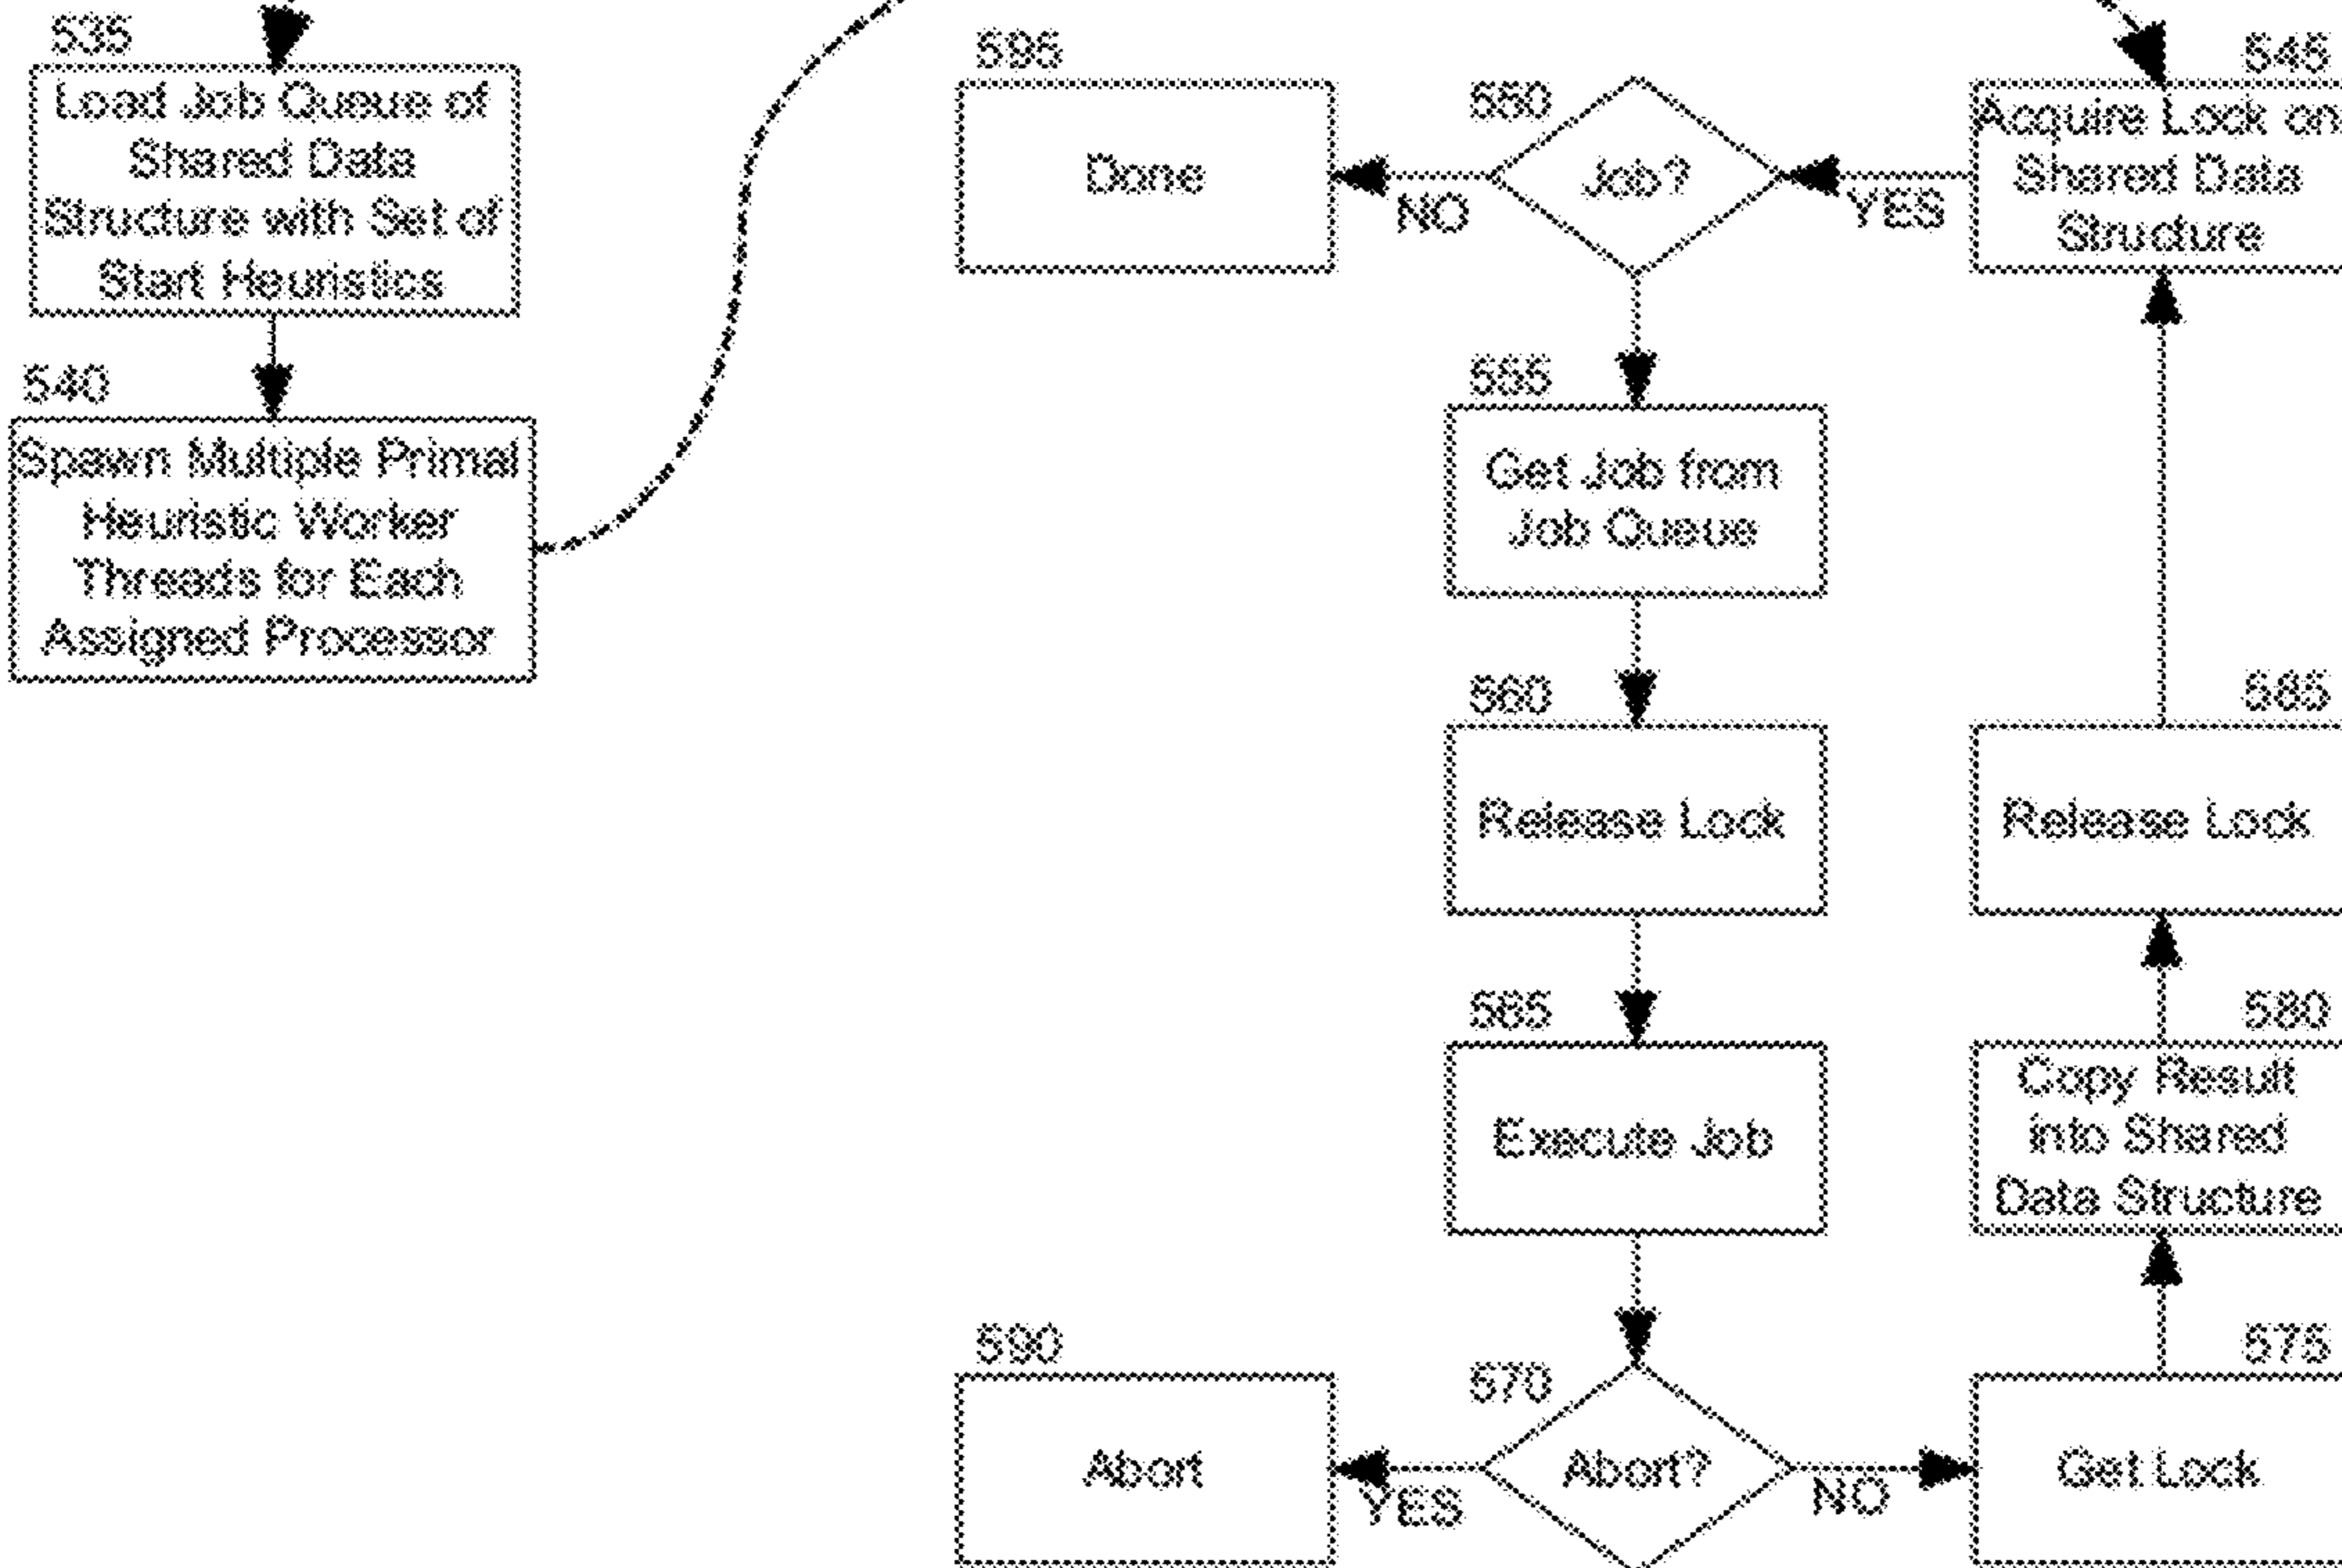 535
Load Job Queue of
Shared Data
Structure with Set of
Start Heuristics
540
Spawn Multiple Primal
Heuristic Worker
Threads for Each
Assigned Processor
595
Done
NO
550
Job?
YES
545
Acquire Lock on
Shared Data
Structure
555
Get Job from
Job Queue
560
Release Lock
585
Release Lock
565
Execute Job
580
Copy Result
into Shared
Data Structure
590
Abort
YES
570
Abort?
NO
575
Get Lock